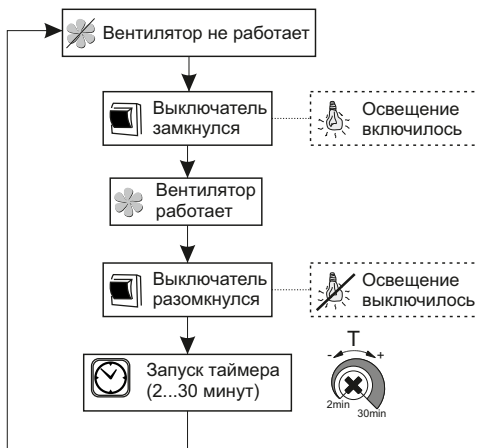 Вентилятор не работает
Выключатель
замкнулся
Освещение
включилось
Вентилятор
работает
Выключатель
разомкнулся
Освещение
выключилось
Запуск таймера
(2...30 минут)
T
- +
2min
30min